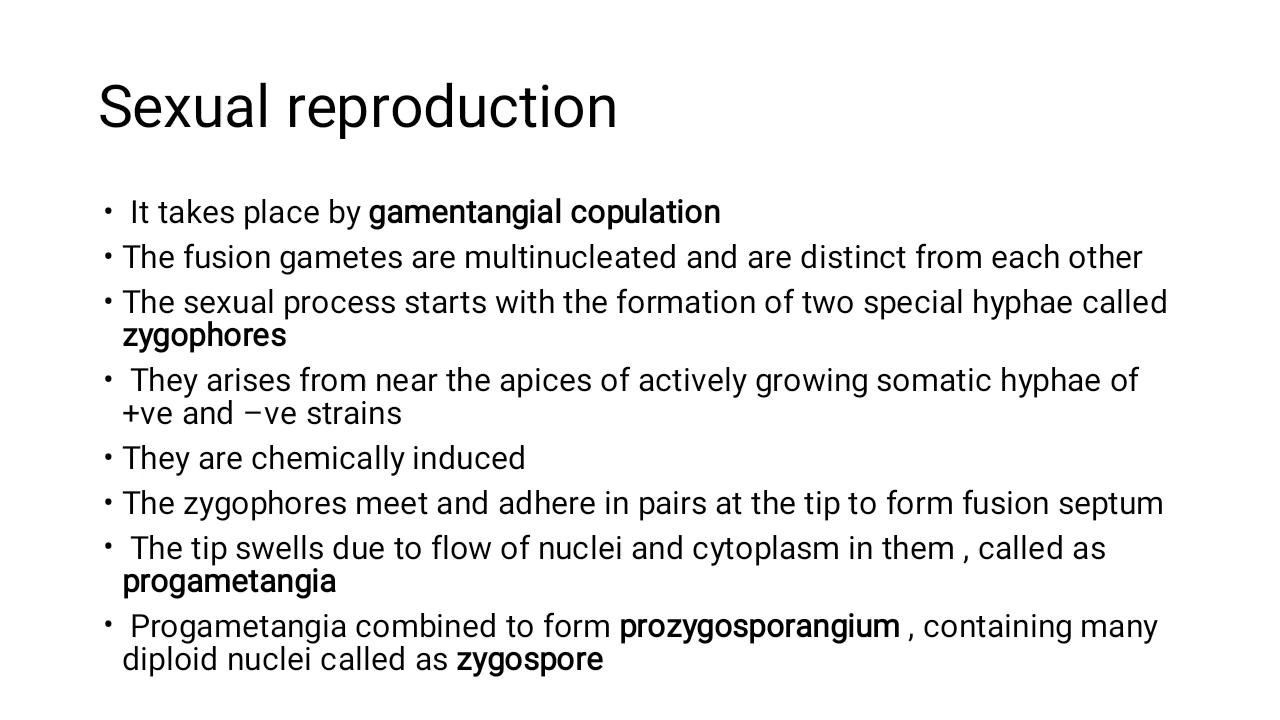 Sexual reproduction
• It takes place by gamentangial copulation
• The fusion gametes are multinucleated and are distinct from each other
• The sexual process starts with the formation of two special hyphae called
zygophores
• They arises from near the apices of actively growing somatic hyphae of
+ve and –ve strains
• They are chemically induced
• The zygophores meet and adhere in pairs at the tip to form fusion septum
• The tip swells due to flow of nuclei and cytoplasm in them , called as
progametangia
• Progametangia combined to form prozygosporangium , containing many
diploid nuclei called as zygospore